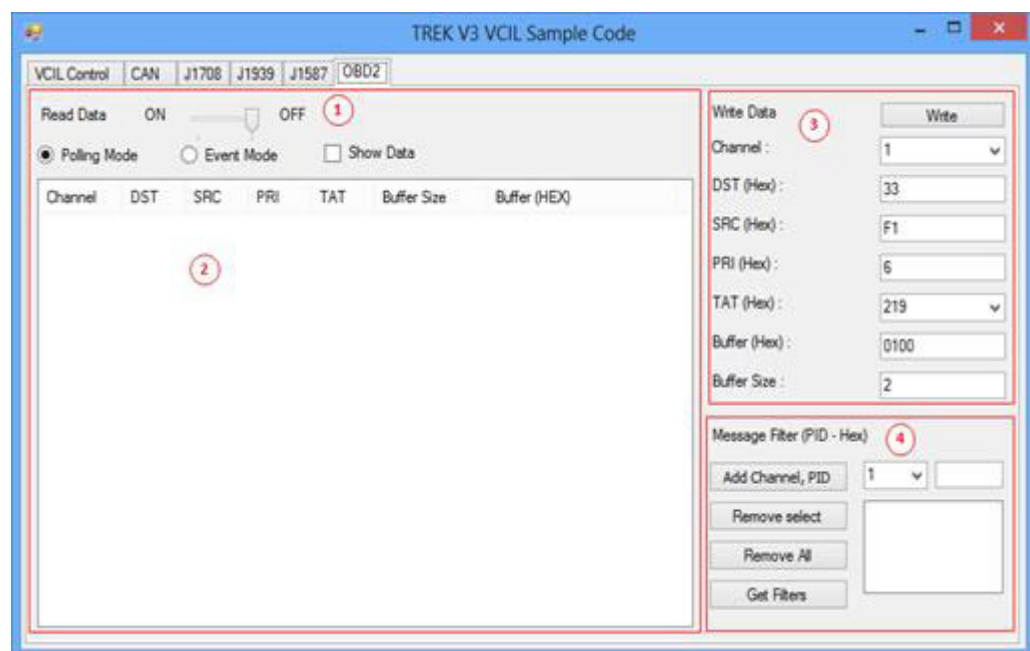 TREK V3 VCIL Sample Code
VCIL Control CAN J1708 J1939 J1587 OBD2
Read Data ON OFF 1
Polling Mode Event Mode Show Data
Channel DST SRC PRI TAT Buffer Size Buffer (HEX)
2
Write Data 3 Write
Channel : 1
DST (Hex) : 33
SRC (Hex) : F1
PRI (Hex) : 6
TAT (Hex) : 219
Buffer (Hex) : 0100
Buffer Size : 2
Message Filter (PID - Hex) 4
Add Channel, PID 1
Remove select
Remove All
Get Filters